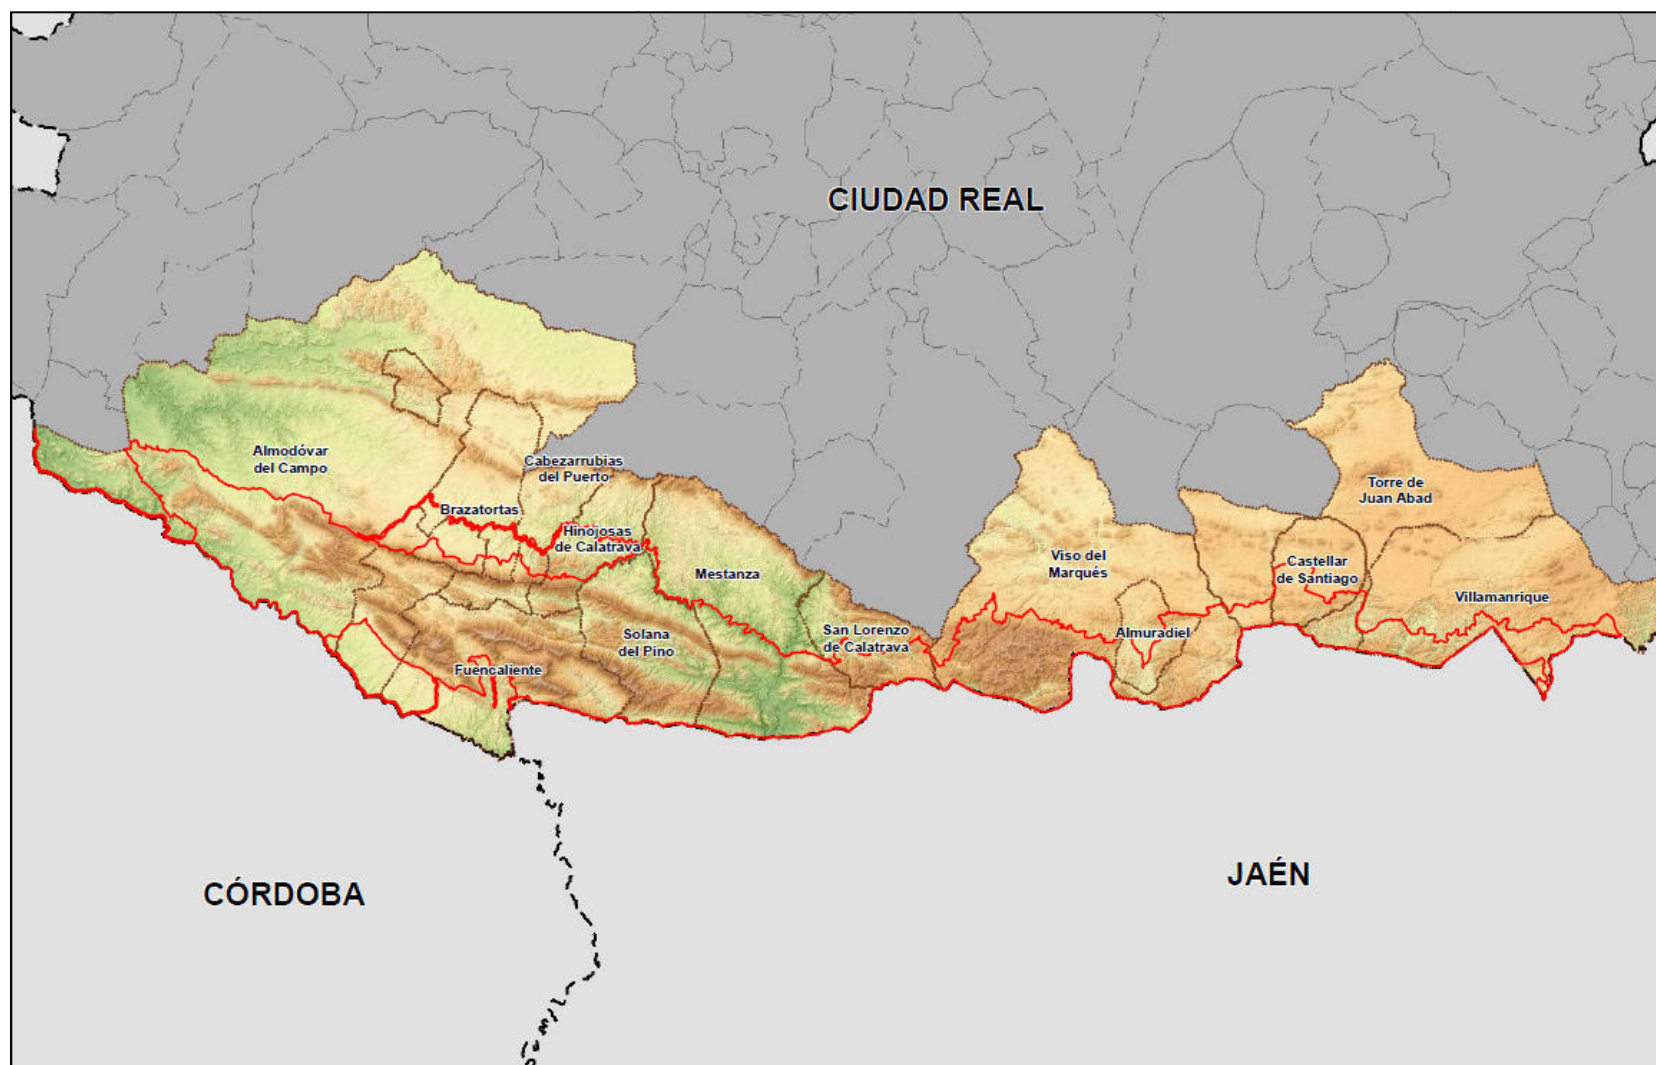 CIUDAD REAL
Almodóvar
del Campo
Cabezarrubias
del Puerto
Brazatortas
Hinojosas
de Calatrava
Mestanza
Solana
del Pino
Fuencaliente
San Lorenzo
de Calatrava
Viso del
Marqués
Almuradiel
Castellar
de Santiago
Torre de
Juan Abad
Villamanrique
CÓRDOBA
JAÉN